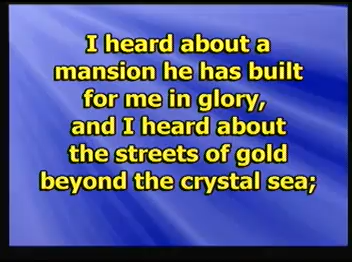 I heard about a
mansion he has built
for me in glory,
and I heard about
the streets of gold
beyond the crystal sea;